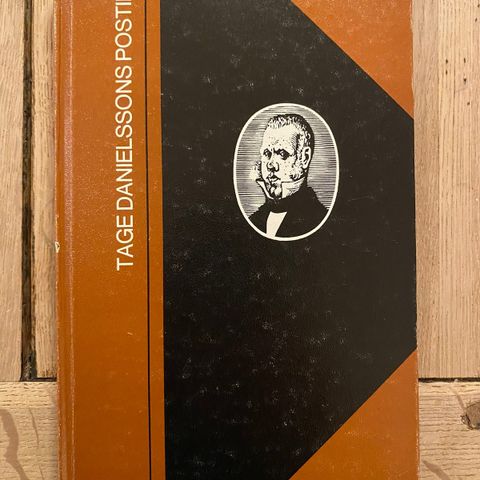 TAGE DANIELSSONS POSTI